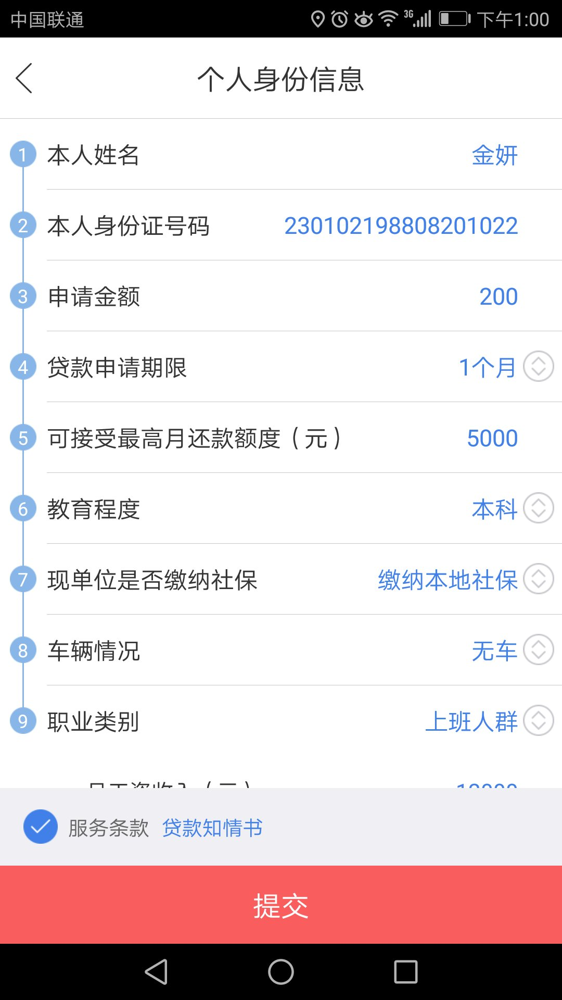 中国联通 3G 下午1:00
个人身份信息
1 本人姓名 金妍
2 本人身份证号码 230102198808201022
3 申请金额 200
4 贷款申请期限 1个月
5 可接受最高月还款额度（元） 5000
6 教育程度 本科
7 现单位是否缴纳社保 缴纳本地社保
8 车辆情况 无车
9 职业类别 上班人群
服务条款 贷款知情书
提交